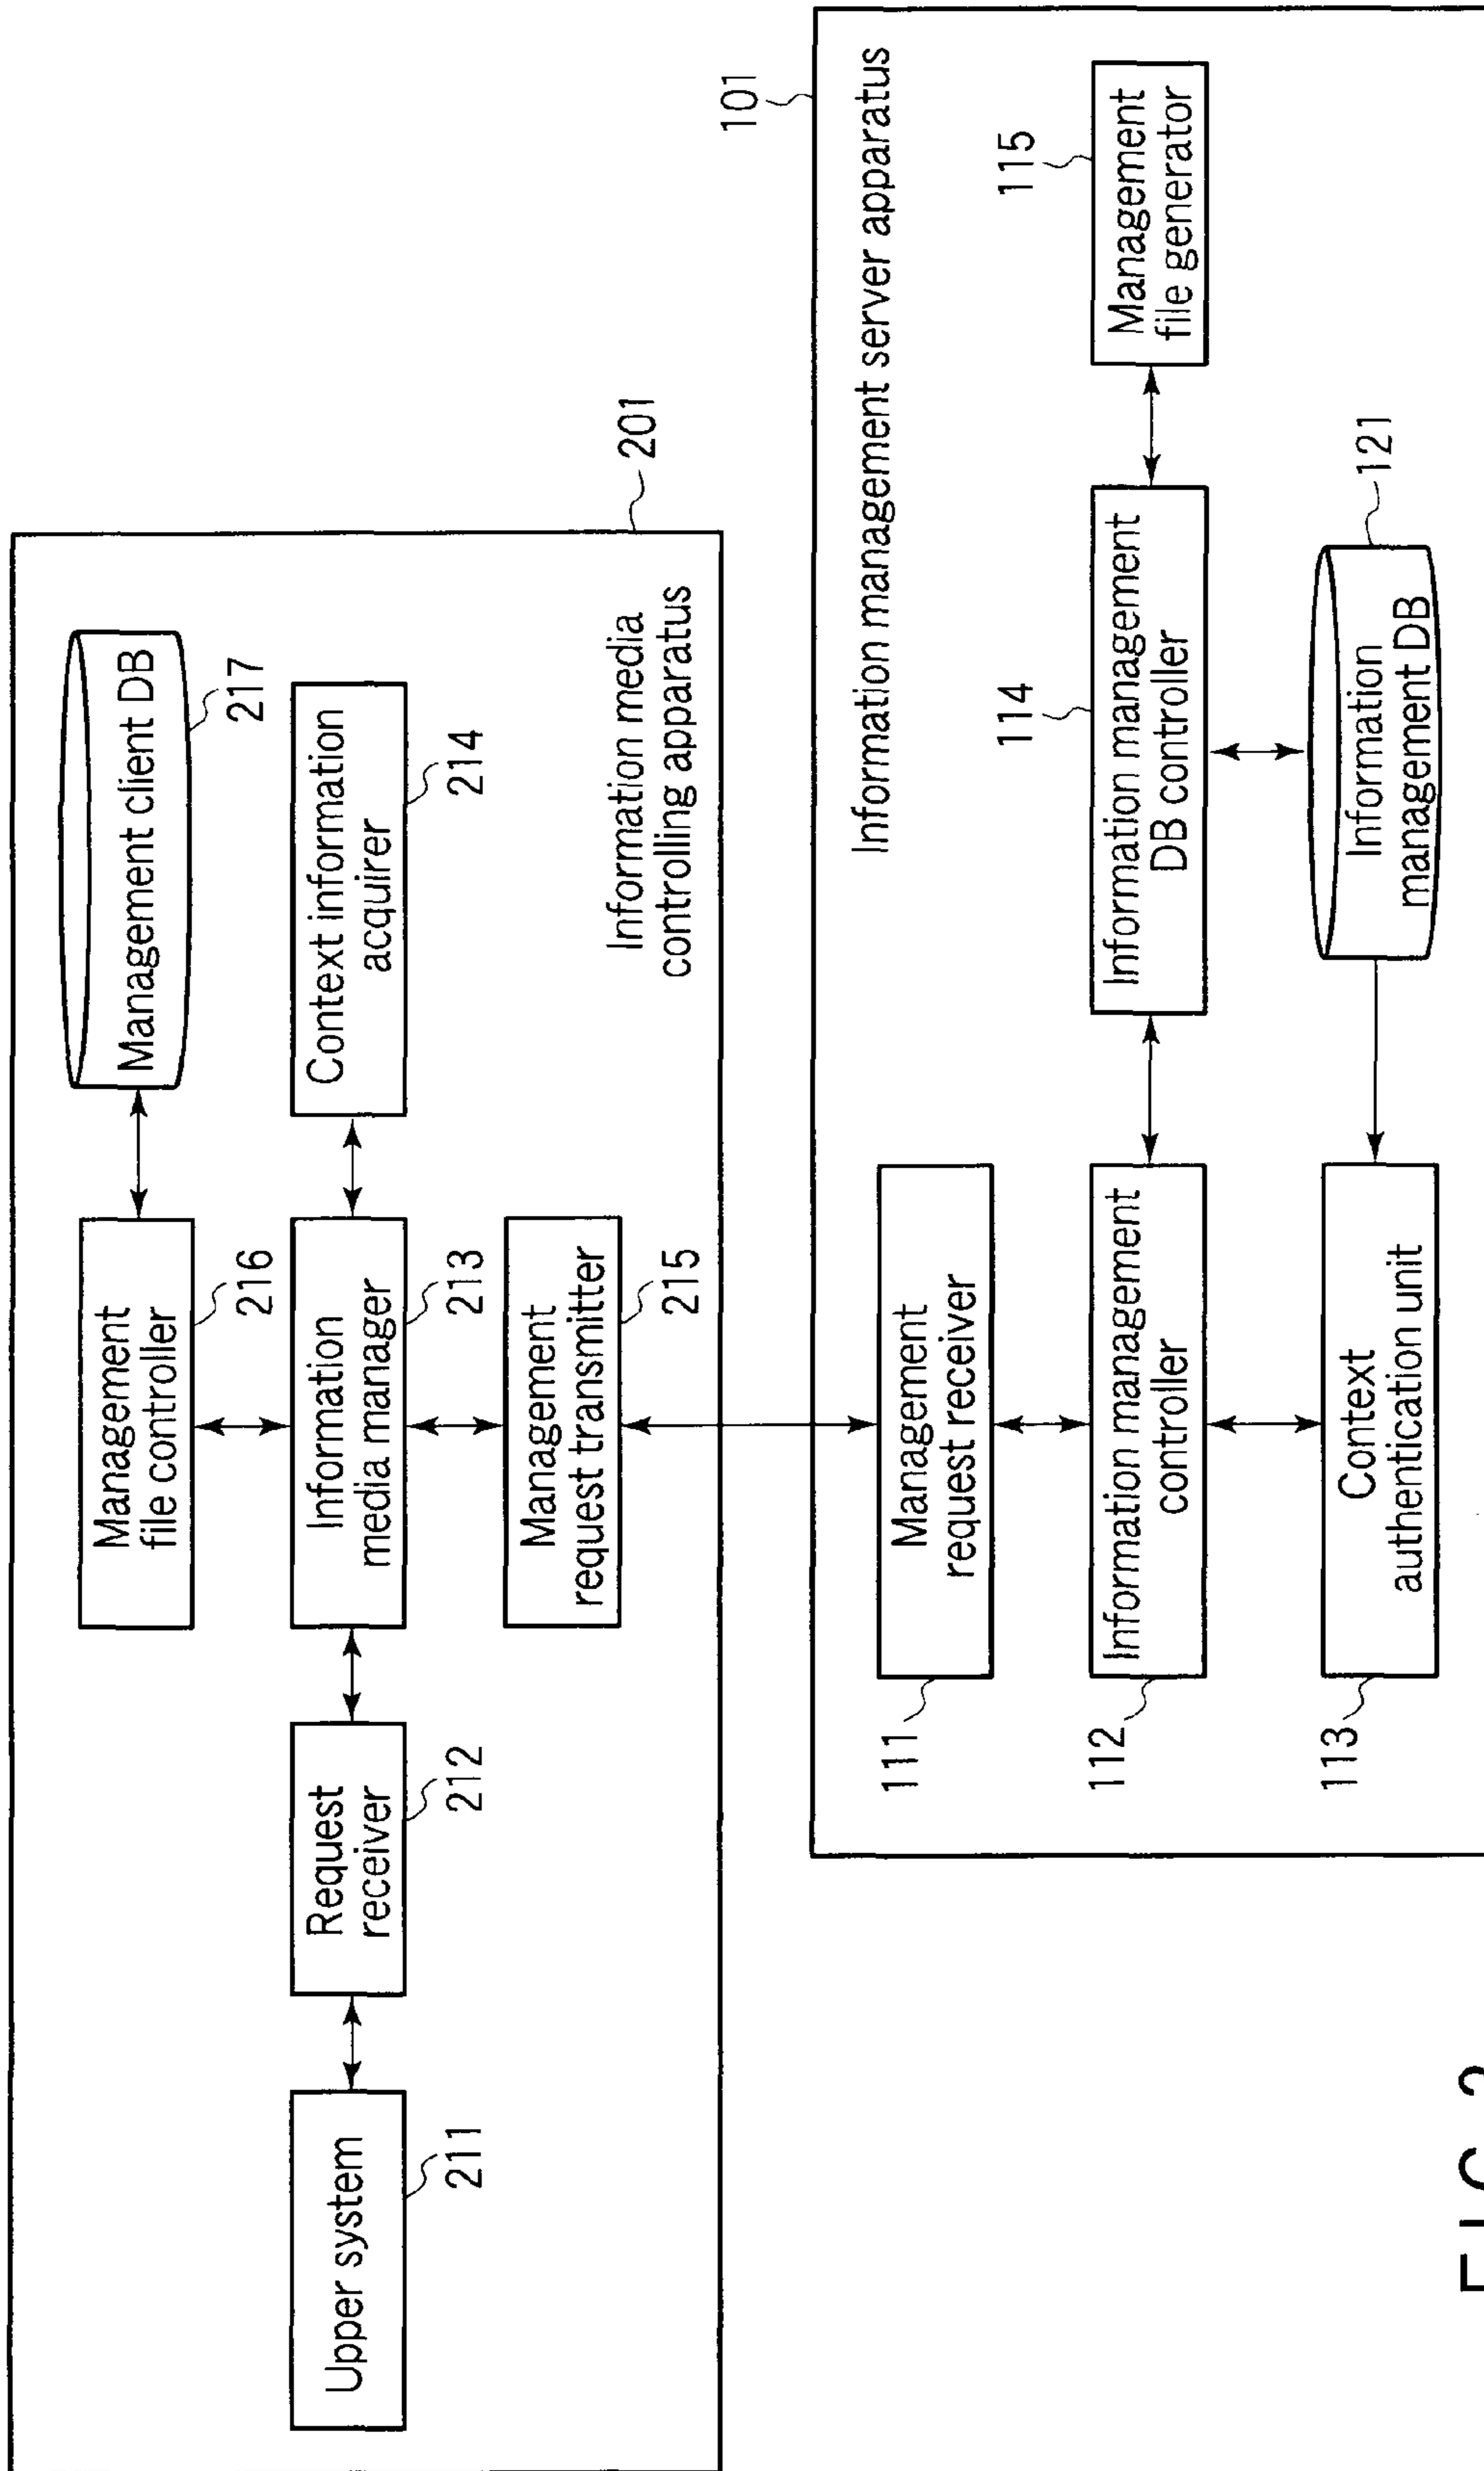 Management client DB
217
Management
file controller
216
Upper system
211
Request
receiver
212
Information
media manager
213
Context information
acquirer
214
Management
request transmitter
215
Information media
controlling apparatus
201
101
Information management server apparatus
111
Management
request receiver
112
Information management
controller
114
Information management
DB controller
115
Management
file generator
113
Context
authentication unit
Information
management DB
121